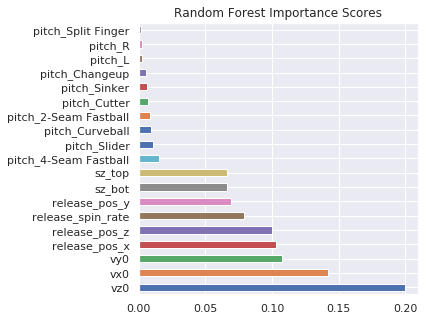 Random Forest Importance Scores
pitch_Split Finger
pitch_R
pitch_L
pitch_Changeup
pitch_Sinker
pitch_Cutter
pitch_2-Seam Fastball
pitch_Curveball
pitch_Slider
pitch_4-Seam Fastball
sz_top
sz_bot
release_pos_y
release_spin_rate
release_pos_z
release_pos_x
vy0
vx0
vz0
0.00 0.05 0.10 0.15 0.20